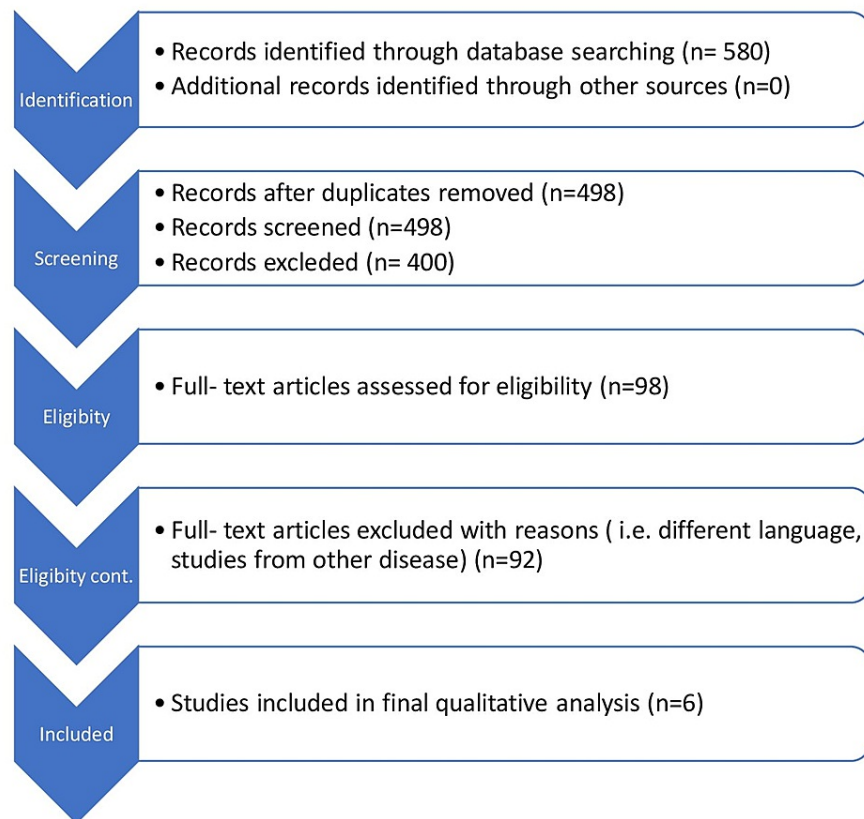 Identification
• Records identified through database searching (n= 580)
• Additional records identified through other sources (n=0)
Screening
• Records after duplicates removed (n=498)
• Records screened (n=498)
• Records excleded (n= 400)
Eligibity
• Full- text articles assessed for eligibility (n=98)
Eligibity cont.
• Full- text articles excluded with reasons ( i.e. different language,
studies from other disease) (n=92)
Included
• Studies included in final qualitative analysis (n=6)